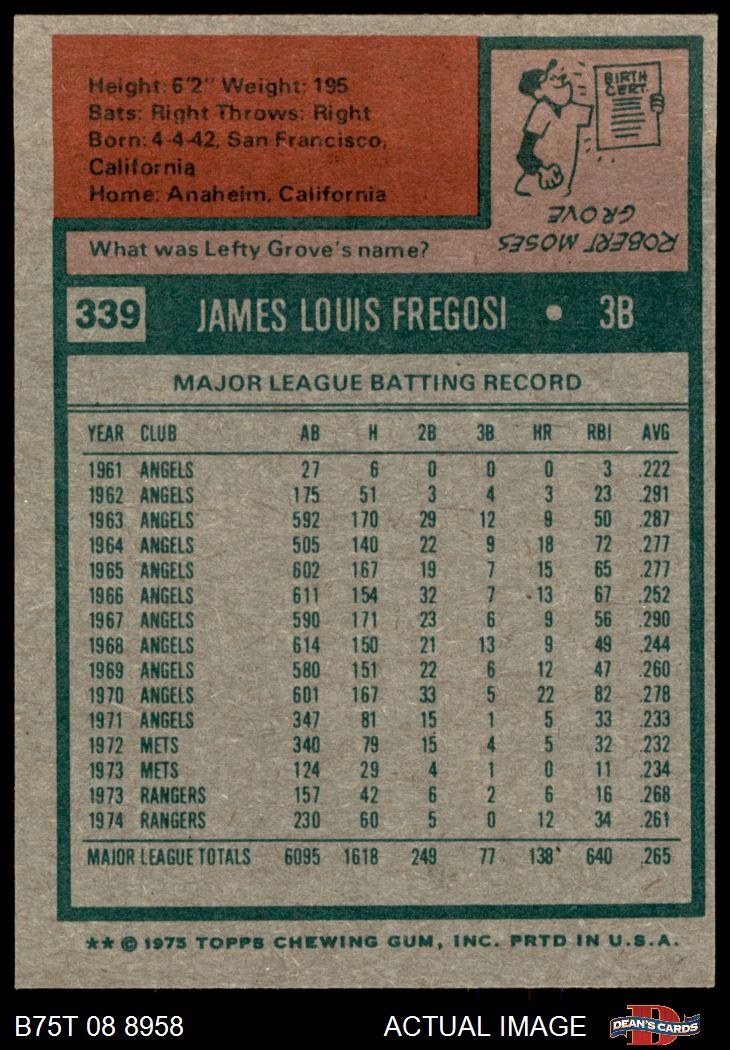 Height: 6'2" Weight: 195
Bats: Right Throws: Right
Born: 4-4-42, San Francisco,
California
Home: Anaheim, California
BIRTH
CERT.
ROBERT MOSES
GROVE
What was Lefty Grove's name?
339 JAMES LOUIS FREGOSI • 3B
MAJOR LEAGUE BATTING RECORD
YEAR CLUB AB H 2B 3B HR RBI AVG
1961 ANGELS 27 6 0 0 0 3 .222
1962 ANGELS 175 51 3 4 3 23 .291
1963 ANGELS 592 170 29 12 9 50 .287
1964 ANGELS 505 140 22 9 18 72 .277
1965 ANGELS 602 167 19 7 15 65 .277
1966 ANGELS 611 154 32 7 13 67 .252
1967 ANGELS 590 171 23 6 9 56 .290
1968 ANGELS 614 150 21 13 9 49 .244
1969 ANGELS 580 151 22 6 12 47 .260
1970 ANGELS 601 167 33 5 22 82 .278
1971 ANGELS 347 81 15 1 5 33 .233
1972 METS 340 79 15 4 5 32 .232
1973 METS 124 29 4 1 0 11 .234
1973 RANGERS 157 42 6 2 6 16 .268
1974 RANGERS 230 60 5 0 12 34 .261
MAJOR LEAGUE TOTALS 6095 1618 249 77 138 640 .265
** © 1975 TOPPS CHEWING GUM, INC. PRTD IN U.S.A.
B75T 08 8958 ACTUAL IMAGE
D
DEAN'S CARDS